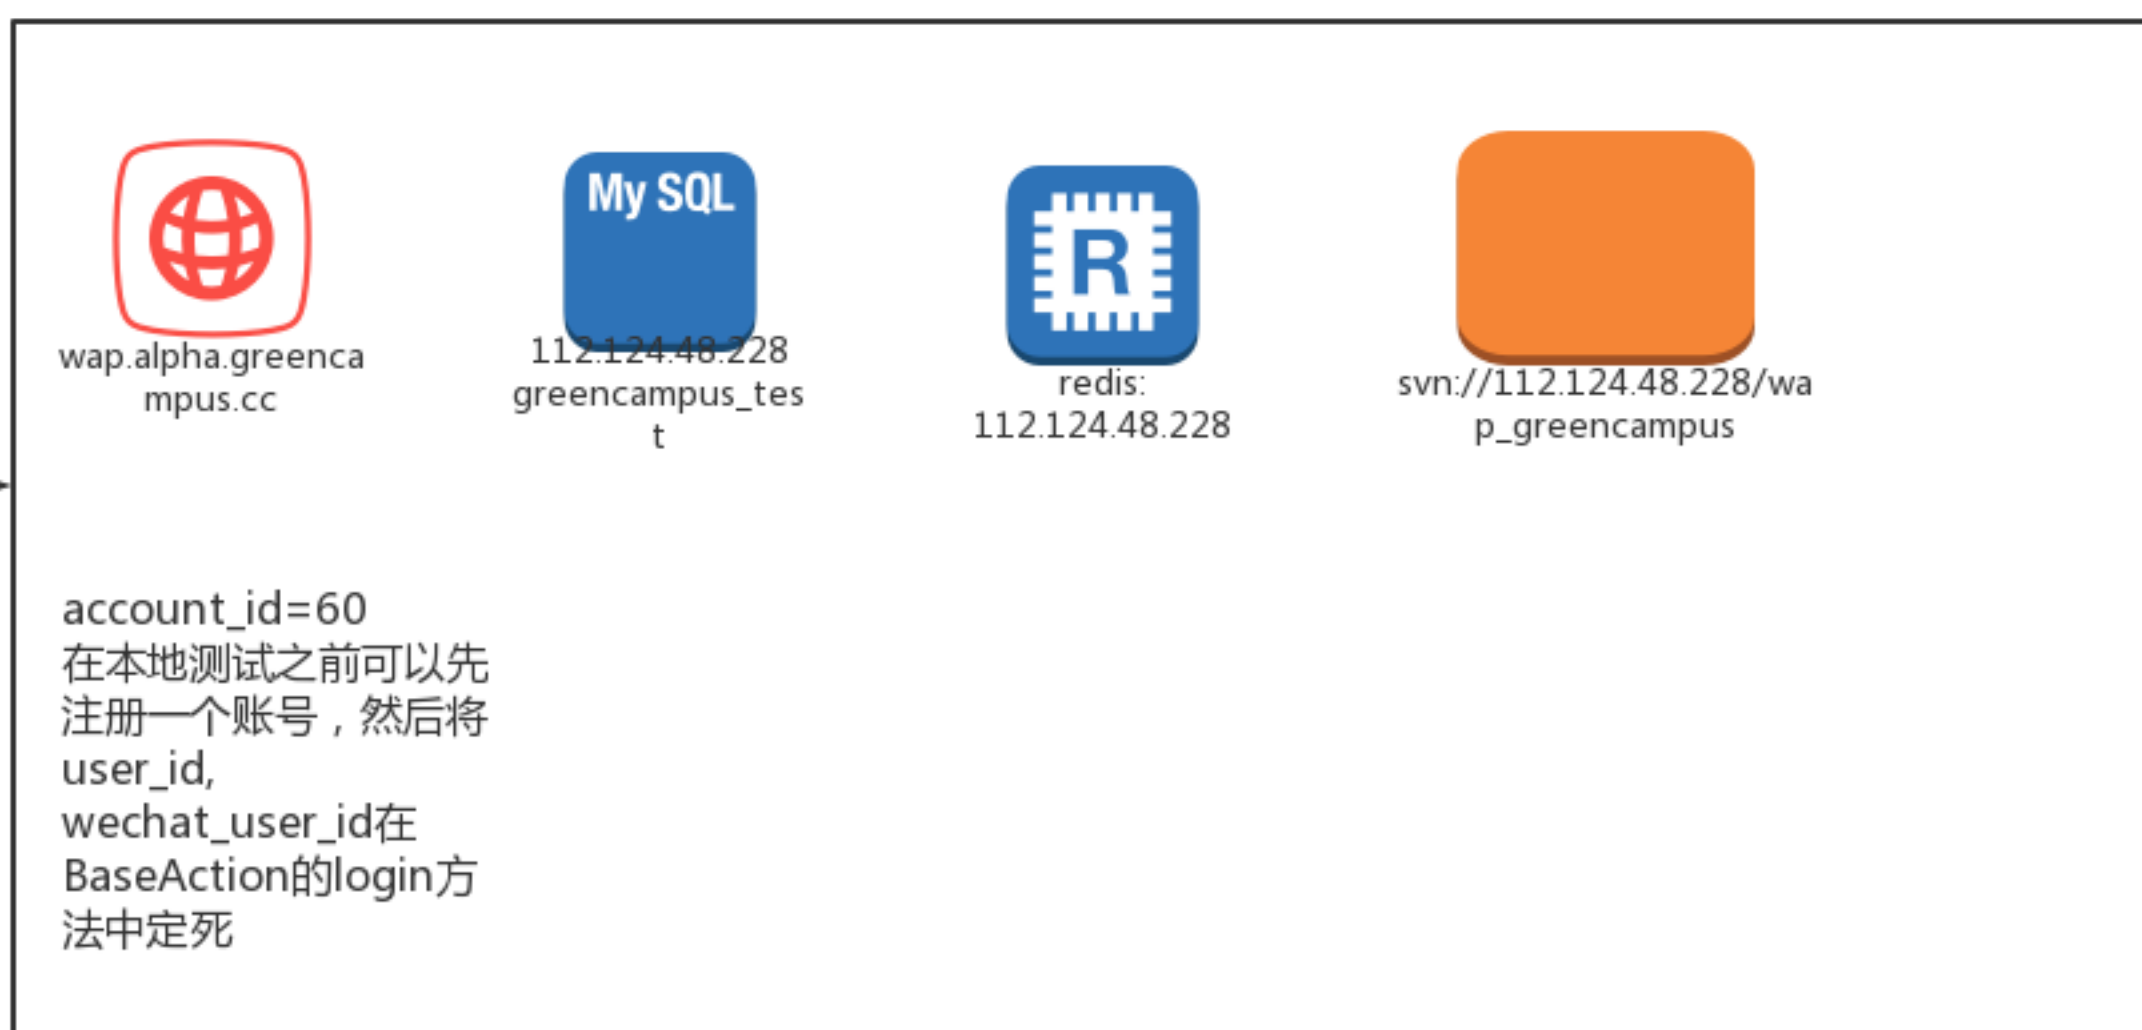 wap.alpha.greenca
mpus.cc
My SQL
112.124.48.228
greencampus_tes
t
R
redis:
112.124.48.228
svn://112.124.48.228/wa
p_greencampus
account_id=60
在本地测试之前可以先
注册一个账号，然后将
user_id,
wechat_user_id在
BaseAction的login方
法中定死